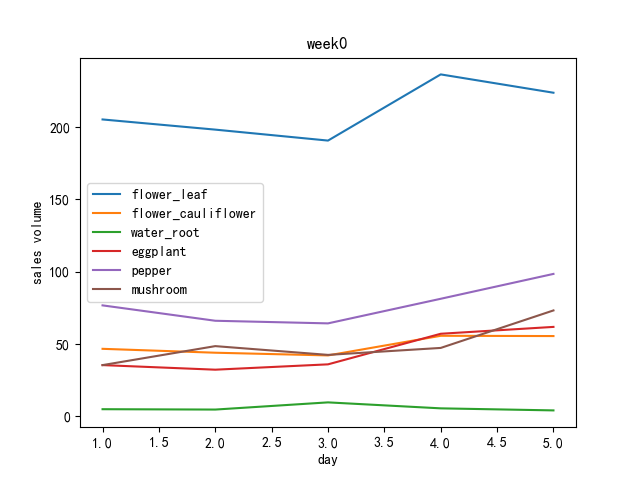 week0
sales volume
200
150
100
50
0
flower_leaf
flower_cauliflower
water_root
eggplant
pepper
mushroom
1.0 1.5 2.0 2.5 3.0 3.5 4.0 4.5 5.0
day